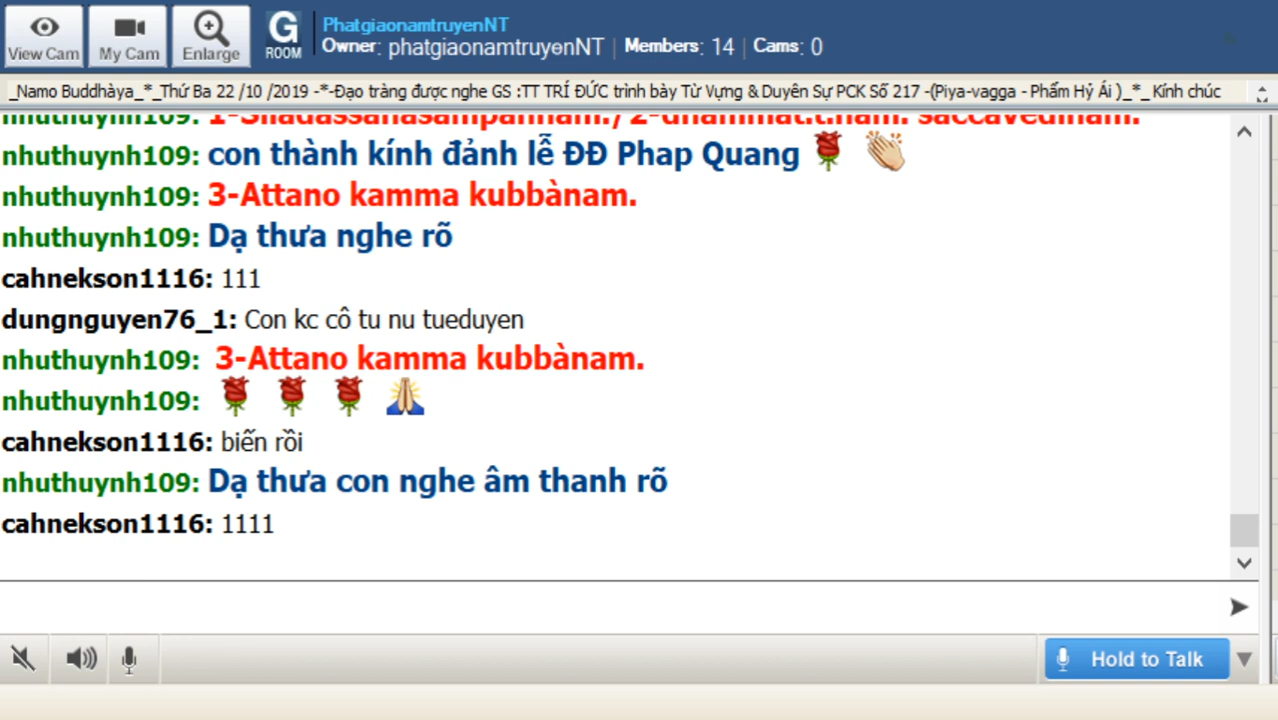 View Cam
My Cam
Enlarge
G
ROOM
PhatgiaonamtruyenNT
Owner: phatgiaonamtruyenNT | Members: 14 | Cams: 0
_Namo Buddhàya_*_Thứ Ba 22 /10 /2019 -*-Đạo tràng được nghe GS :TT TRÍ ĐỨC trình bày Từ Vựng & Duyên Sự PCK Số 217 -(Piya-vagga - Phẩm Hỷ Ái )_*_ Kính chúc
nhuthuynh109: 1-Sìladassanasampannam./ 2-dhammat.t.ham. saccavedinam.
nhuthuynh109: con thành kính đảnh lễ ĐĐ Phap Quang
nhuthuynh109: 3-Attano kamma kubbànam.
nhuthuynh109: Dạ thưa nghe rõ
cahnekson1116: 111
dungnguyen76_1: Con kc cô tu nu tueduyen
nhuthuynh109: 3-Attano kamma kubbànam.
nhuthuynh109: 🌹 🌹 🌹 🙏
cahnekson1116: biến rồi
nhuthuynh109: Dạ thưa con nghe âm thanh rõ
cahnekson1116: 1111
Hold to Talk